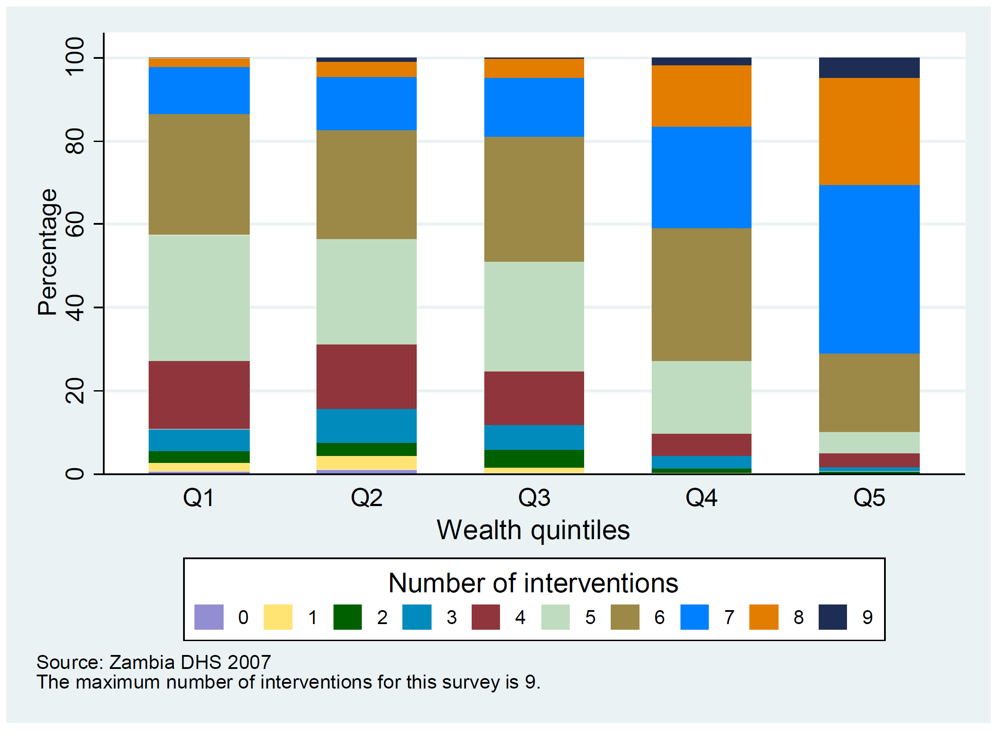 Percentage
100
80
60
40
20
0
Q1 Q2 Q3 Q4 Q5
Wealth quintiles
Number of interventions
0 1 2 3 4 5 6 7 8 9
Source: Zambia DHS 2007
The maximum number of interventions for this survey is 9.